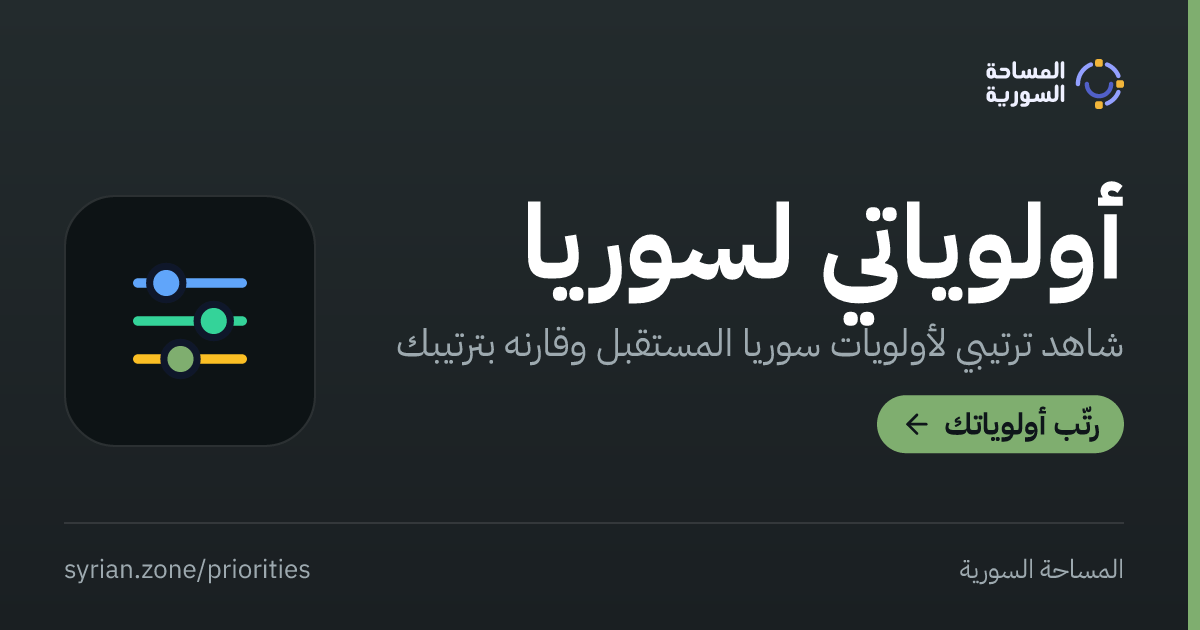 المساحة
السورية
أولوياتي لسوريا
شاهد ترتيبي لأولويات سوريا المستقبل وقارنه بترتيبك
رتّب أولوياتك ←
المساحة السورية
syrian.zone/priorities